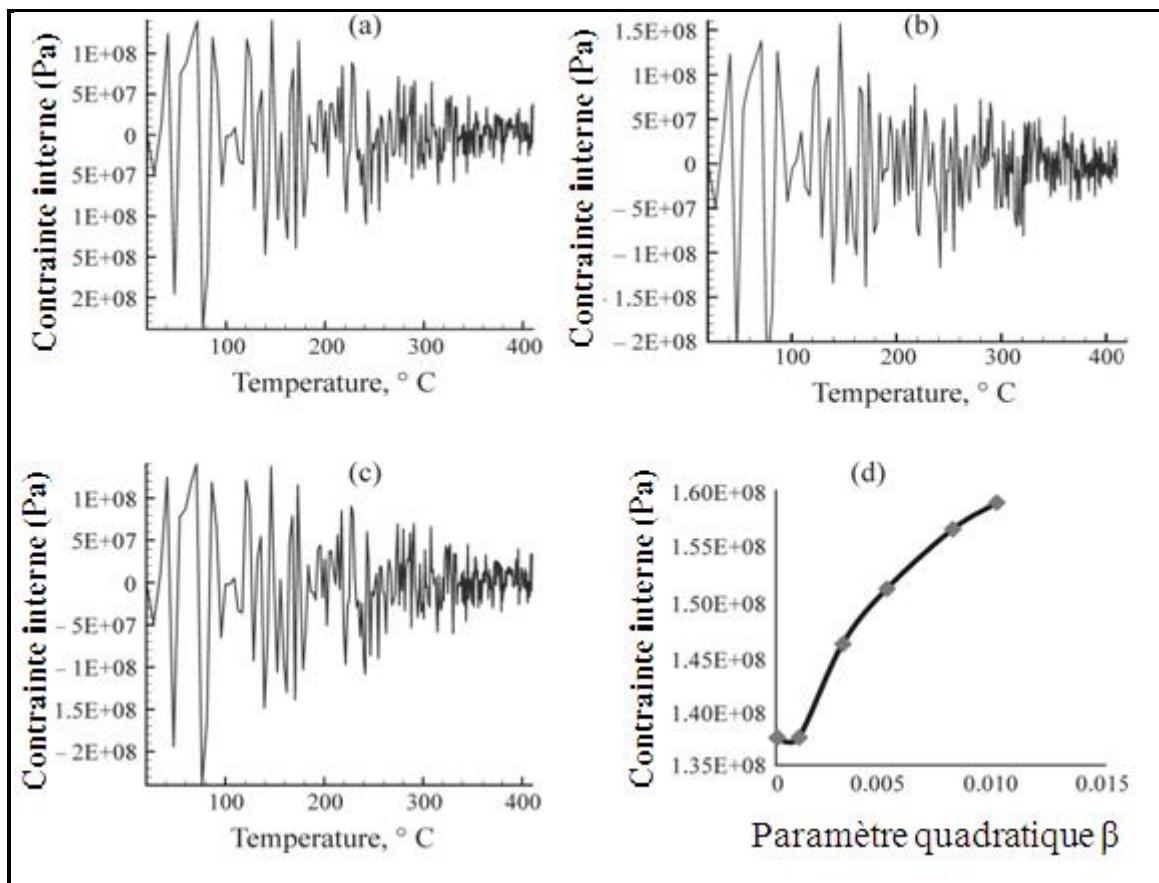 (a)
Contrainte interne (Pa)
1E+08
5E+07
0
5E+07
1E+08
5E+08
2E+08
100
200
300
400
Temperature, ° C
(b)
Contrainte interne (Pa)
1.5E+08
1E+08
5E+07
0
– 5E+07
– 1E+08
– 1.5E+08
– 2E+08
100
200
300
400
Temperature, ° C
(c)
Contrainte interne (Pa)
1E+08
5E+07
0
– 5E+07
– 1E+08
1.5E+08
– 2E+08
100
200
300
400
Temperature, ° C
(d)
Contrainte interne (Pa)
1.60E+08
1.55E+08
1.50E+08
1.45E+08
1.40E+08
1.35E+08
0
0.005
0.010
0.015
Paramètre quadratique β